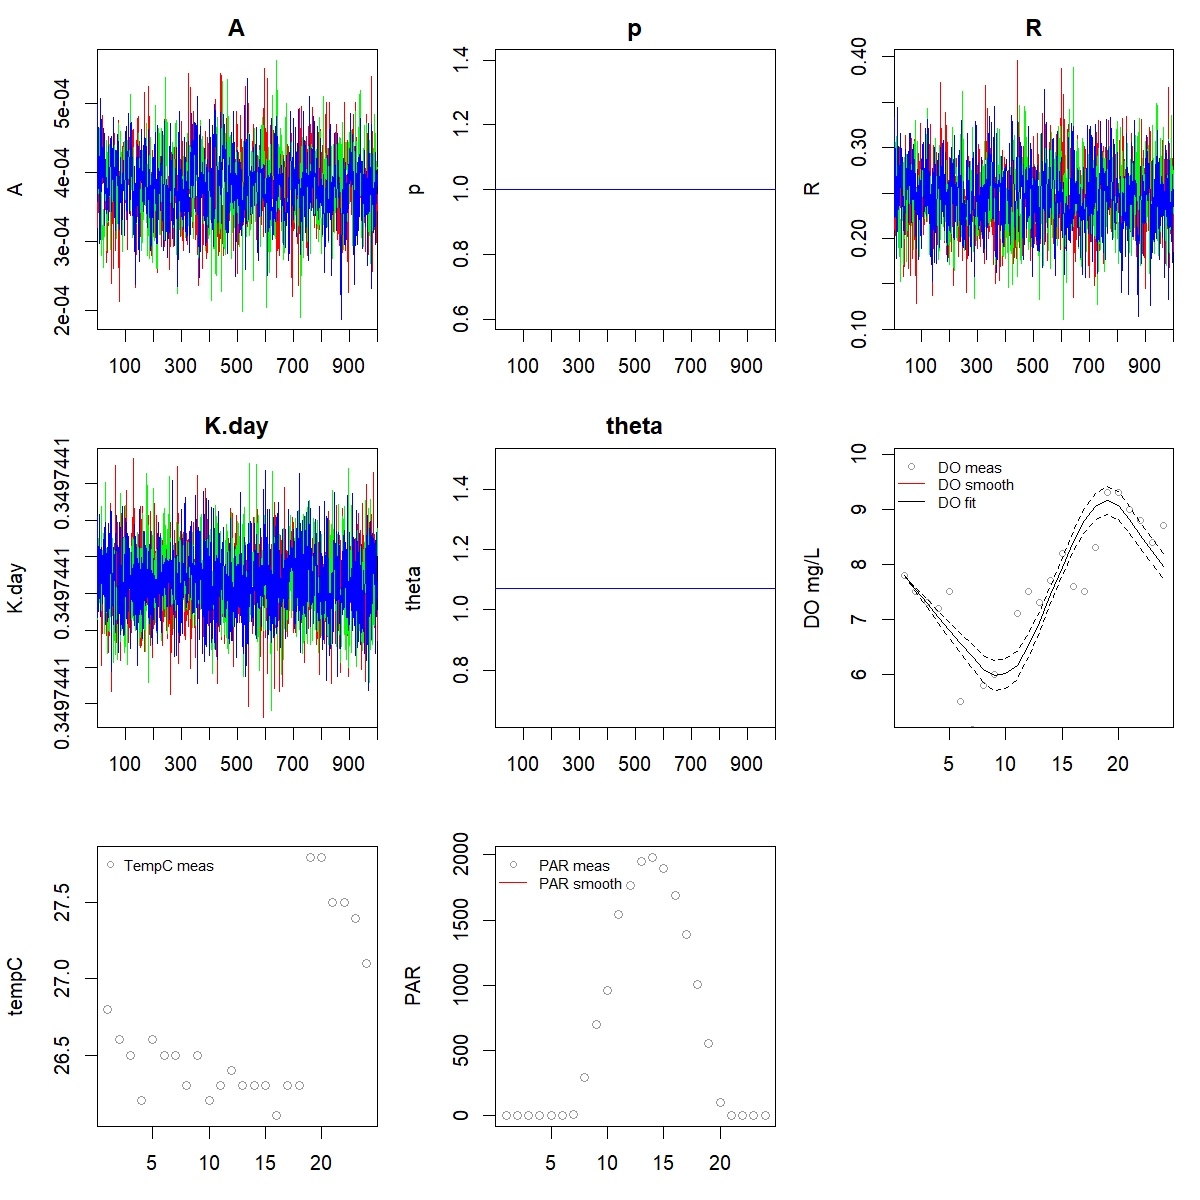 A
A
5e-04
4e-04
3e-04
2e-04
100 300 500 700 900
p
p
1.4
1.2
1.0
0.8
0.6
100 300 500 700 900
R
R
0.40
0.30
0.20
0.10
100 300 500 700 900
K.day
K.day
0.3497441
0.3497441
0.3497441
0.3497441
100 300 500 700 900
theta
theta
1.4
1.2
1.0
0.8
100 300 500 700 900
DO mg/L
10
9
8
7
6
DO meas
DO smooth
DO fit
5 10 15 20
tempC
27.5
27.0
26.5
TempC meas
5 10 15 20
PAR
2000
1500
1000
500
0
PAR meas
PAR smooth
5 10 15 20